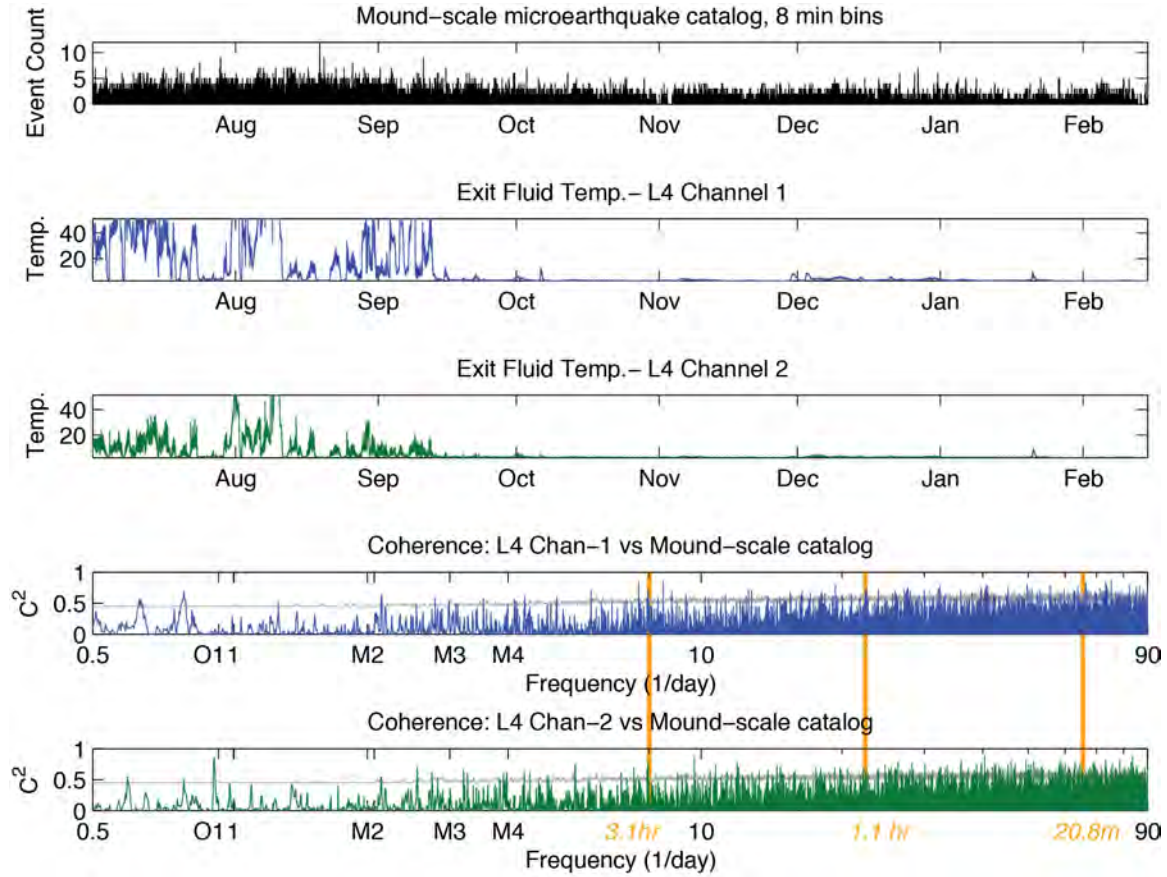 Mound−scale microearthquake catalog, 8 min bins
Event Count
10
5
0
Aug Sep Oct Nov Dec Jan Feb
Exit Fluid Temp.− L4 Channel 1
Temp.
40
20
Aug Sep Oct Nov Dec Jan Feb
Exit Fluid Temp.− L4 Channel 2
Temp.
40
20
Aug Sep Oct Nov Dec Jan Feb
Coherence: L4 Chan−1 vs Mound−scale catalog
C²
1
0.5
0
0.5 O11 M2 M3 M4 10 90
Frequency (1/day)
Coherence: L4 Chan−2 vs Mound−scale catalog
C²
1
0.5
0
0.5 O11 M2 M3 M4 3.1hr 10 1.1 hr 20.8m 90
Frequency (1/day)